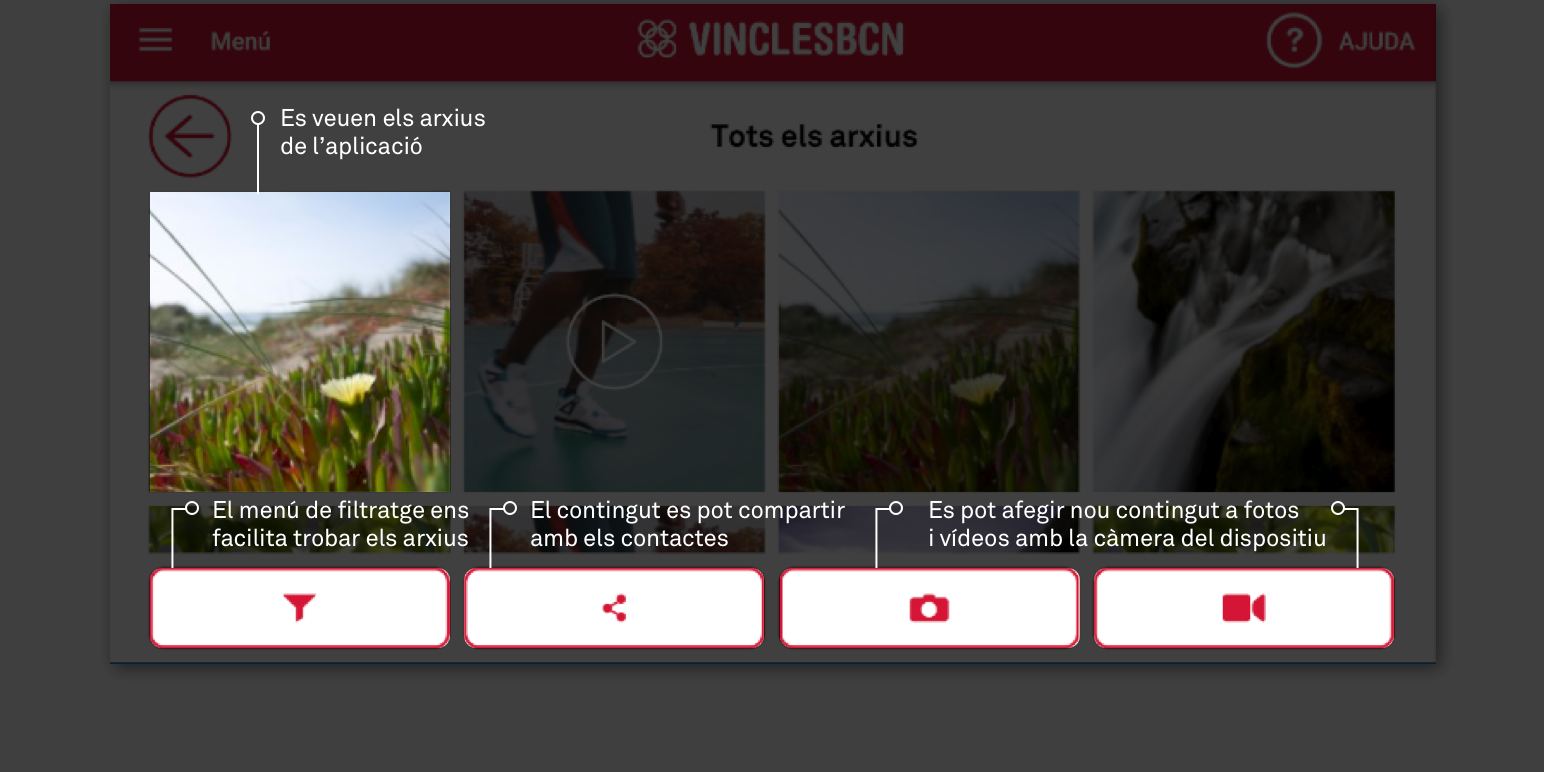 Menú
VINCLESBCN
? AJUDA
Es veuen els arxius
de l'aplicació
Tots els arxius
El menú de filtratge ens
facilita trobar els arxius
El contingut es pot compartir
amb els contactes
Es pot afegir nou contingut a fotos
i vídeos amb la càmera del dispositiu